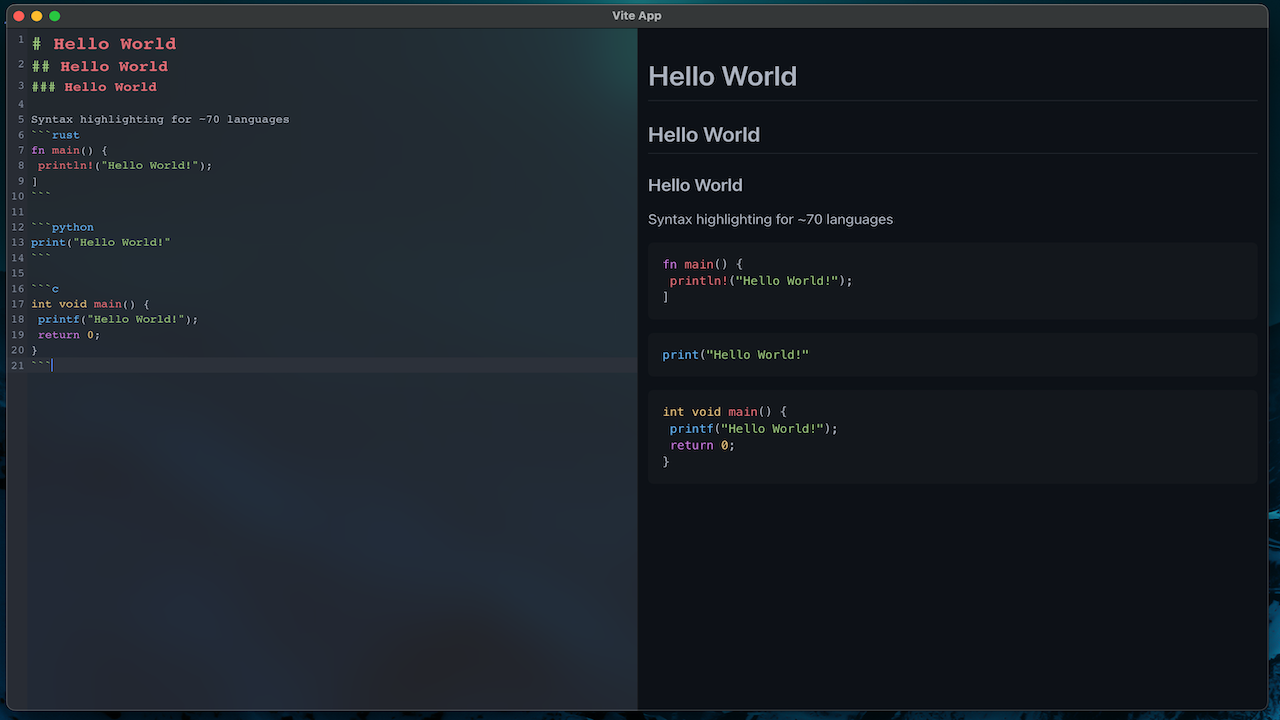 Vite App
1 # Hello World
2 ## Hello World
3 ### Hello World
4
5 Syntax highlighting for ~70 languages
6 ```rust
7 fn main() {
8  println!("Hello World!");
9 ]
10 ```
11
12 ```python
13 print("Hello World!"
14 ```
15
16 ```c
17 int void main() {
18  printf("Hello World!");
19  return 0;
20 }
21 ```
Hello World
Hello World
Hello World
Syntax highlighting for ~70 languages
fn main() {
 println!("Hello World!");
]
print("Hello World!"
int void main() {
 printf("Hello World!");
 return 0;
}